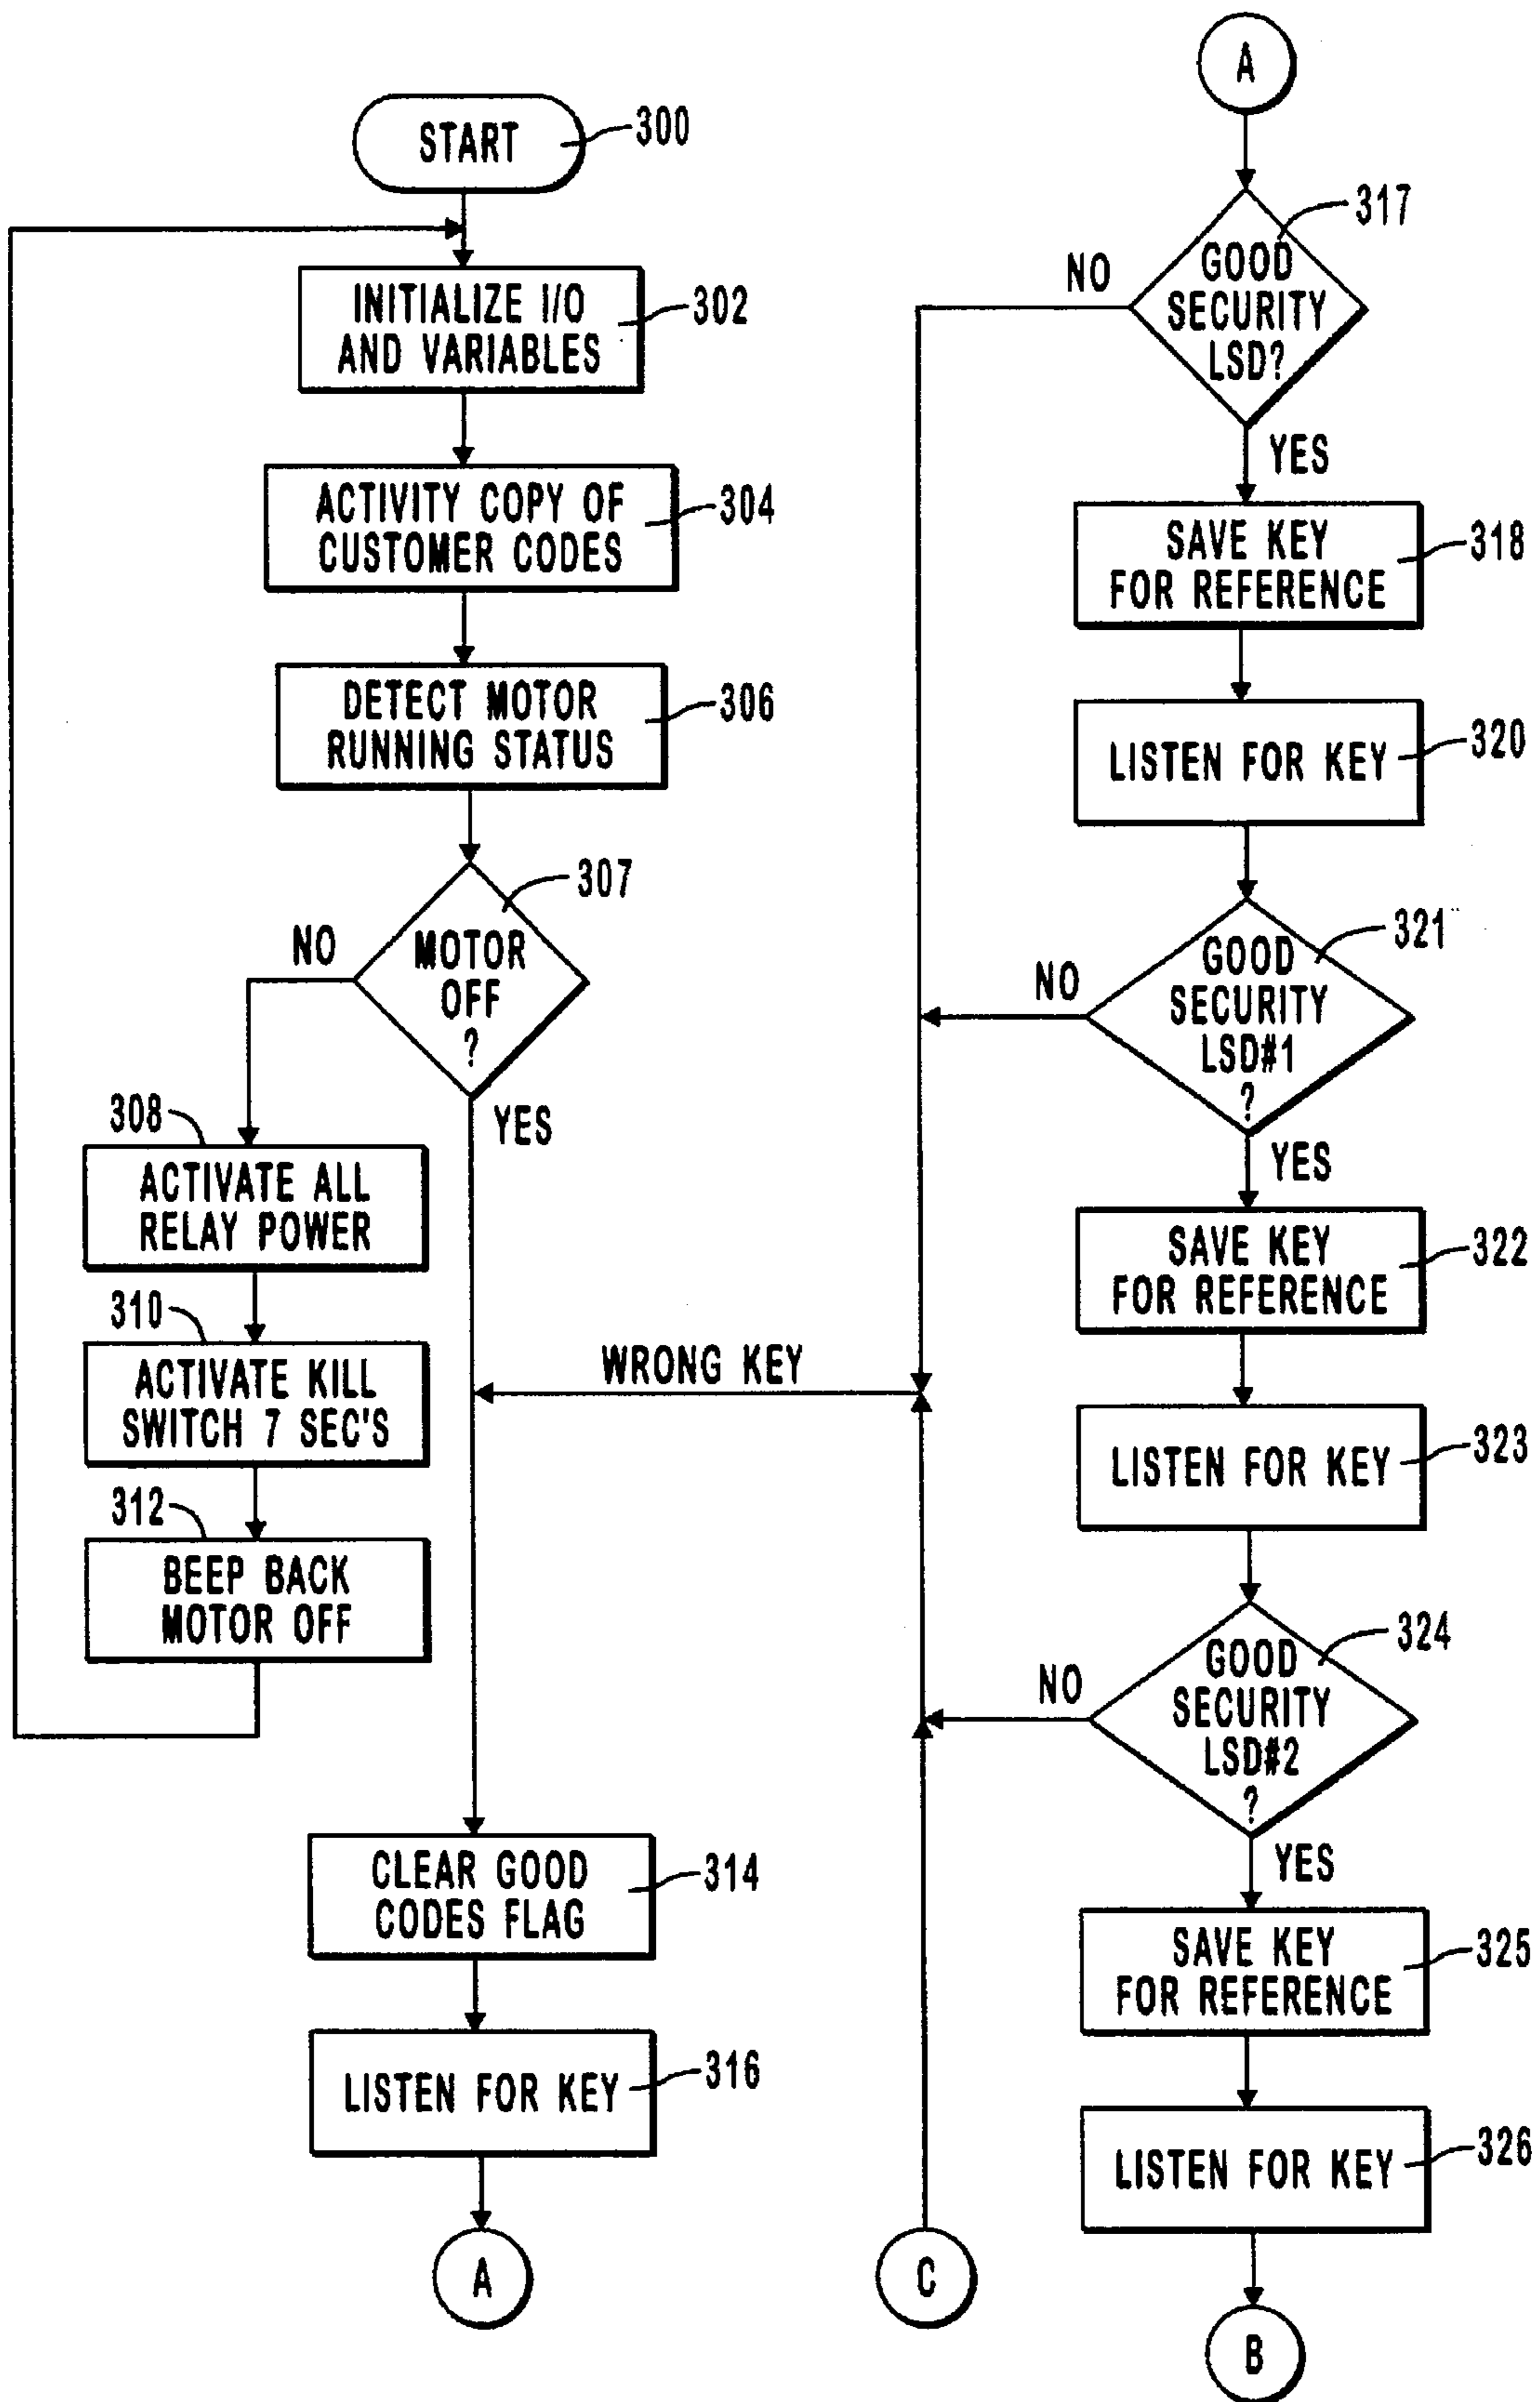 START
300
INITIALIZE I/O
AND VARIABLES
302
ACTIVITY COPY OF
CUSTOMER CODES
304
DETECT MOTOR
RUNNING STATUS
306
307
MOTOR
OFF
?
NO
YES
308
ACTIVATE ALL
RELAY POWER
310
ACTIVATE KILL
SWITCH 7 SEC'S
312
BEEP BACK
MOTOR OFF
WRONG KEY
CLEAR GOOD
CODES FLAG
314
LISTEN FOR KEY
316
A
A
317
GOOD
SECURITY
LSD?
NO
YES
SAVE KEY
FOR REFERENCE
318
LISTEN FOR KEY
320
321
GOOD
SECURITY
LSD#1
?
NO
YES
SAVE KEY
FOR REFERENCE
322
LISTEN FOR KEY
323
324
GOOD
SECURITY
LSD#2
?
NO
YES
SAVE KEY
FOR REFERENCE
325
LISTEN FOR KEY
326
C
B